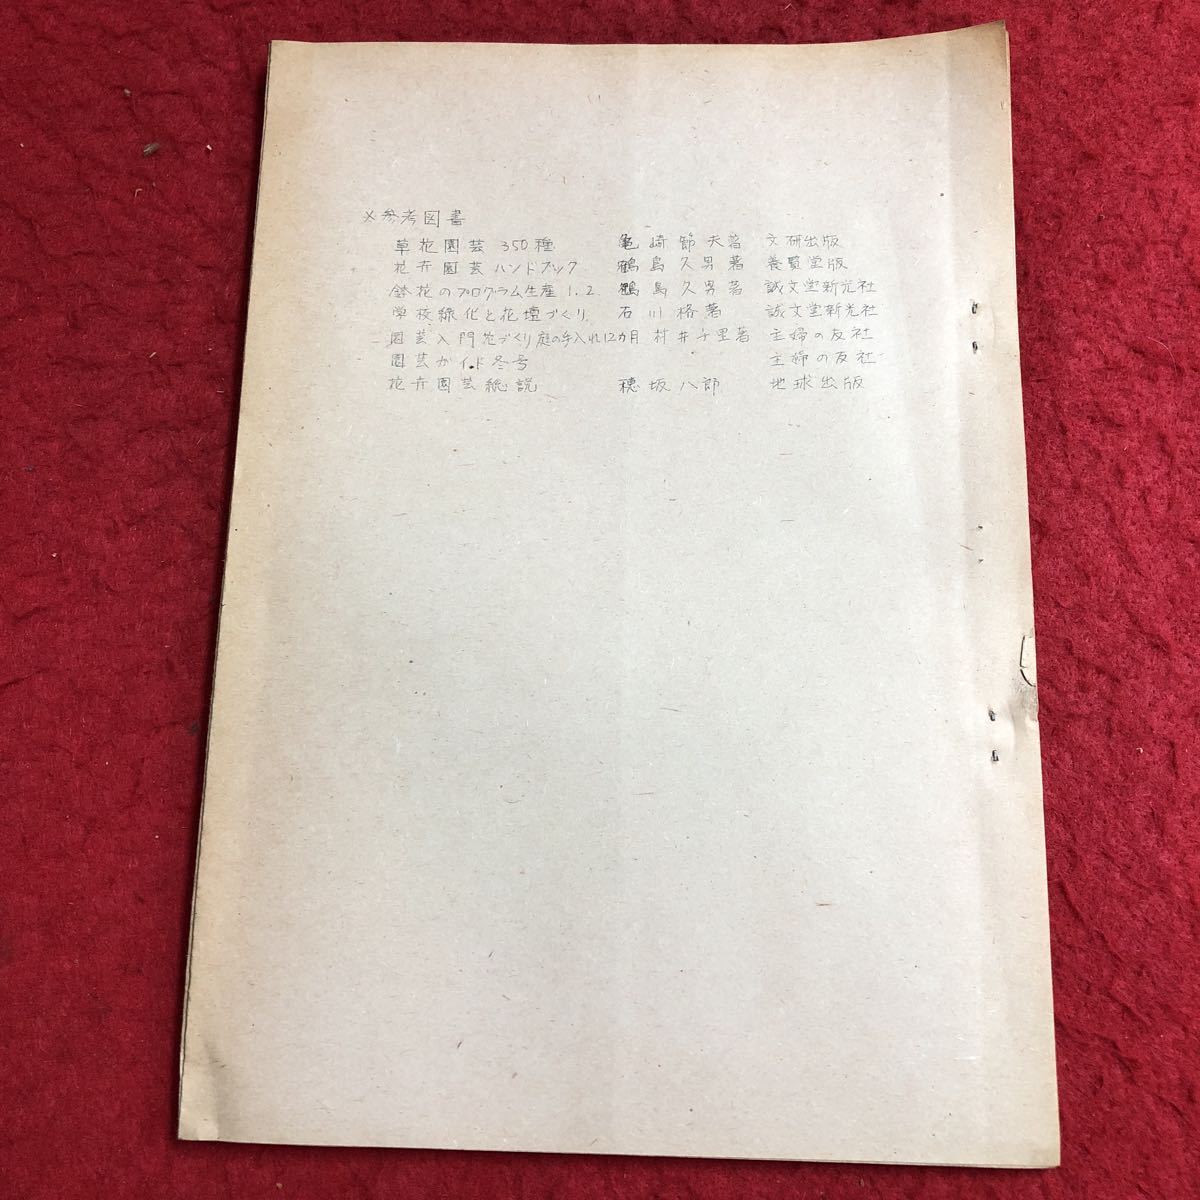 ※参考図書
草花園芸 350種 亀崎節夫著 文研出版
花卉園芸ハンドブック 鶴島久男著 養賢堂版
鉢花のプログラム生産1.2 鶴島久男著 誠文堂新光社
学校緑化と花壇づくり 石川格著 誠文堂新光社
園芸入門花づくり庭の手入れ12カ月 村井千里著 主婦の友社
園芸ガイド冬号 主婦の友社
花卉園芸総説 穂坂八郎 地球出版